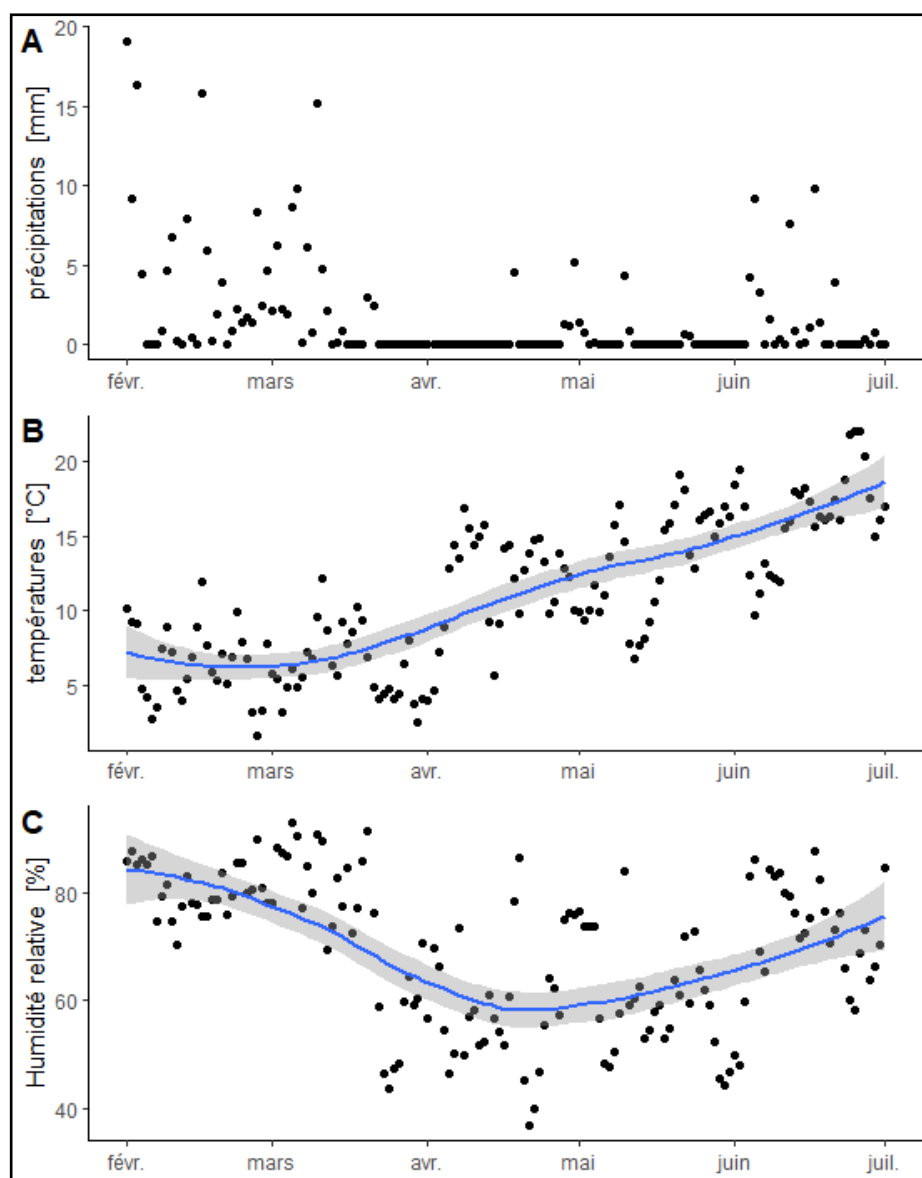 A
précipitations [mm]
20
15
10
5
0
févr.
mars
avr.
mai
juin
juil.
B
températures [°C]
20
15
10
5
févr.
mars
avr.
mai
juin
juil.
C
Humidité relative [%]
80
60
40
févr.
mars
avr.
mai
juin
juil.